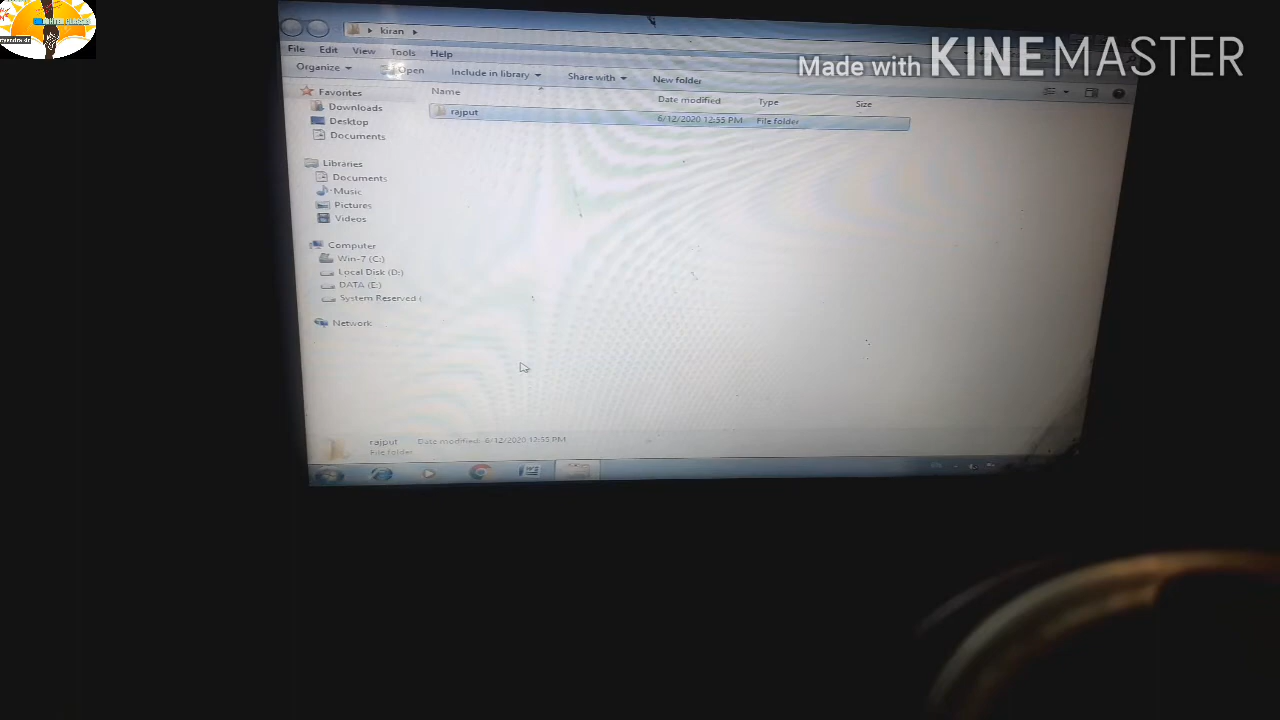 Made with KINEMASTER
kiran
File Edit View Tools Help
Organize Open Include in library Share with New folder
Name Date modified Type Size
rajput 6/12/2020 12:55 PM File folder
Favorites
Downloads
Desktop
Documents
Libraries
Documents
Music
Pictures
Videos
Computer
Win-7 (C:)
Local Disk (D:)
DATA (E:)
System Reserved (
Network
rajput Date modified: 6/12/2020 12:55 PM
File folder